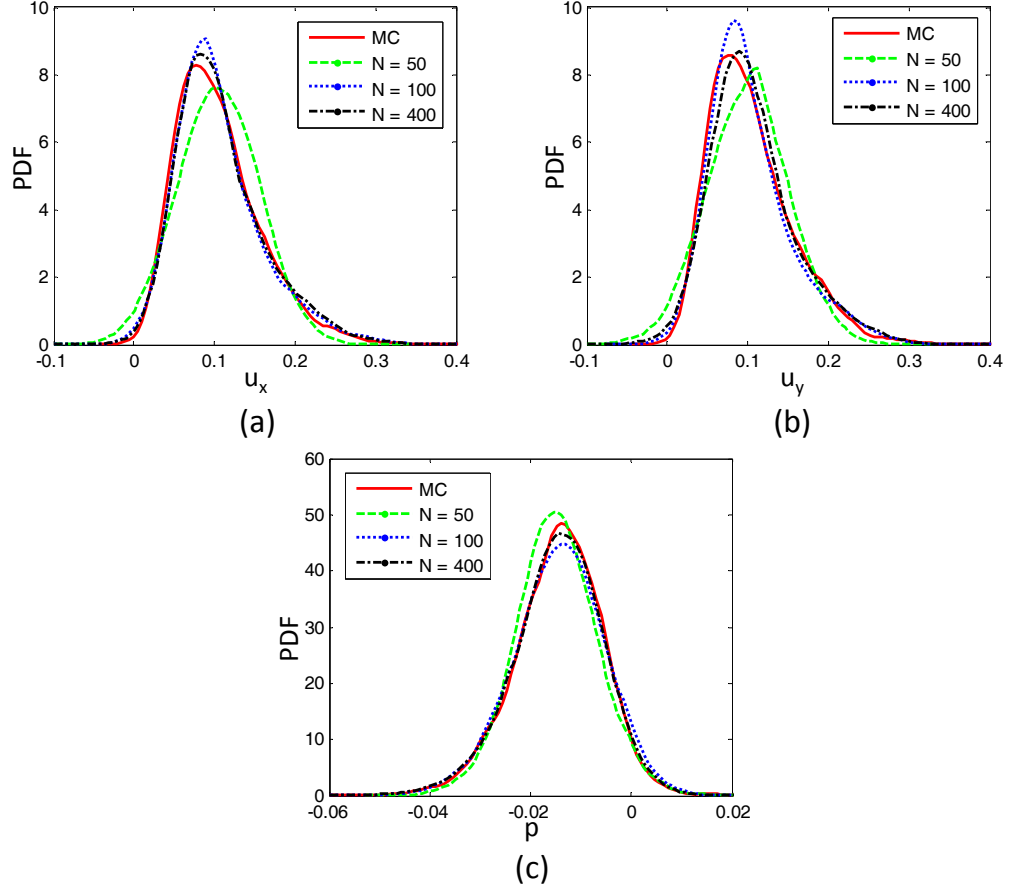 10
8
6
4
2
0
PDF
-0.1
0
0.1
0.2
0.3
0.4
u_x
MC
N = 50
N = 100
N = 400
(a)
10
8
6
4
2
0
PDF
-0.1
0
0.1
0.2
0.3
0.4
u_y
MC
N = 50
N = 100
N = 400
(b)
60
50
40
30
20
10
0
PDF
-0.06
-0.04
-0.02
0
0.02
p
MC
N = 50
N = 100
N = 400
(c)